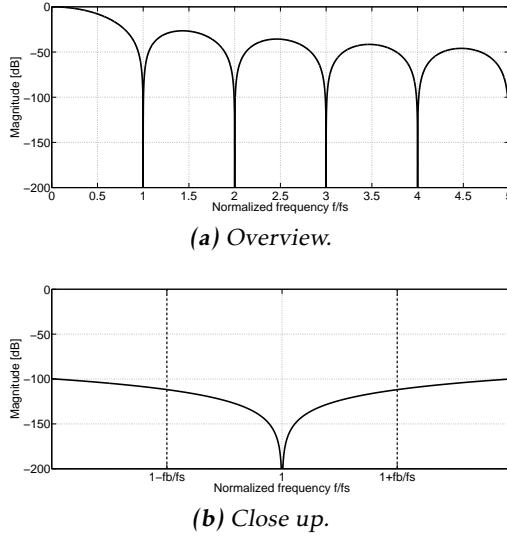 0
−50
−100
−150
−200
Magnitude [dB]
0 0.5 1 1.5 2 2.5 3 3.5 4 4.5 5
Normalized frequency f/fs
(a) Overview.
0
−50
−100
−150
−200
Magnitude [dB]
1−fb/fs 1 1+fb/fs
Normalized frequency f/fs
(b) Close up.